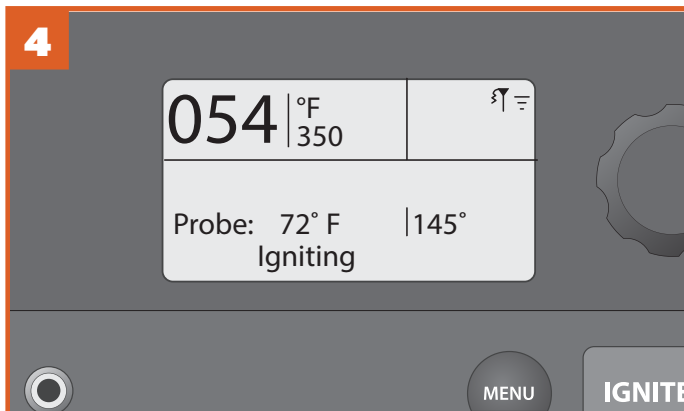 4
054 °F
350
Probe: 72° F 145°
Igniting
MENU
IGNITE